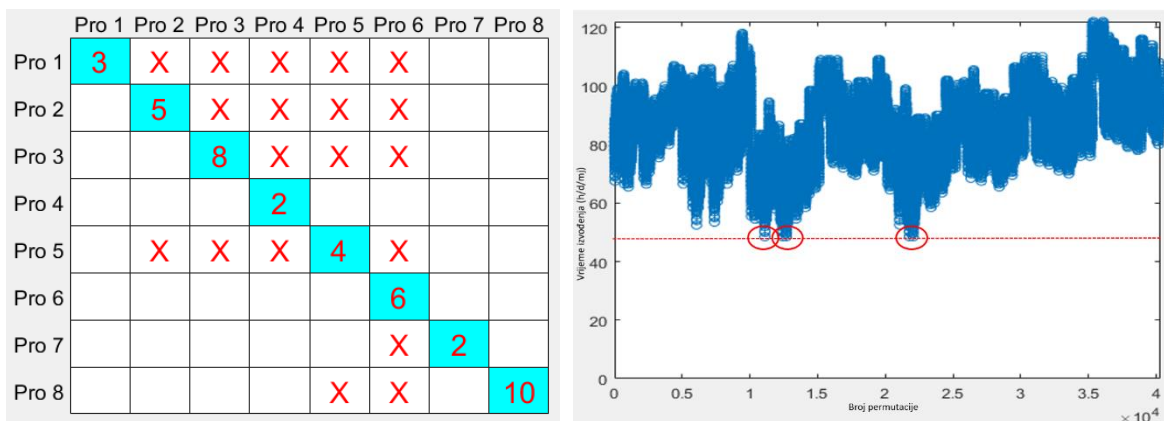 Pro 1 Pro 2 Pro 3 Pro 4 Pro 5 Pro 6 Pro 7 Pro 8
Pro 1 3 X X X X X
Pro 2 5 X X X X
Pro 3 8 X X X
Pro 4 2
Pro 5 X X X 4 X
Pro 6 6
Pro 7 X 2
Pro 8 X X 10
Vrijeme izvođenja (h/d/mj)
120
100
80
60
40
20
0
0 0.5 1 1.5 2 2.5 3 3.5 4
Broj permutacije
× 10^4